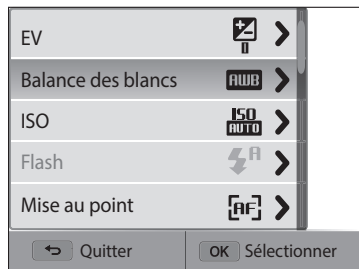 EV
Balance des blancs AWB
ISO ISO AUTO
Flash A
Mise au point AF
Quitter OK Sélectionner